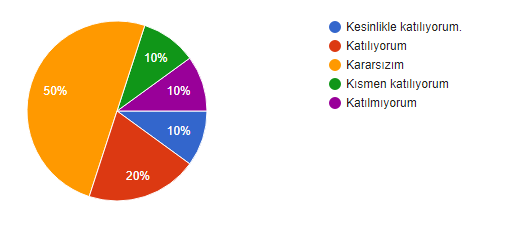 50%
10%
10%
10%
20%
Kesinlikle katılıyorum.
Katılıyorum
Kararsızım
Kısmen katılıyorum
Katılmıyorum